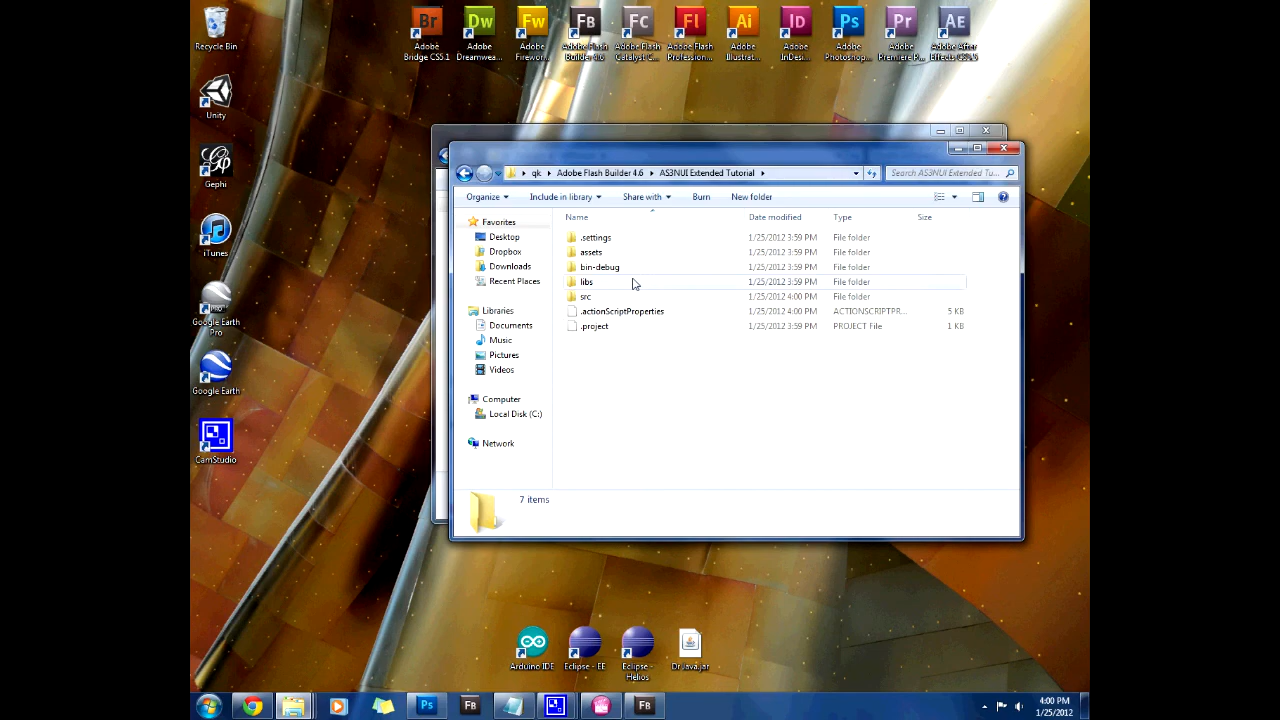 Recycle Bin
Adobe Bridge CS5.1
Adobe Dreamwea...
Adobe Firewor...
Adobe Flash Builder 4.6
Adobe Flash Catalyst C...
Adobe Flash Profession...
Adobe Illustrat...
Adobe InDesi...
Adobe Photoshop...
Adobe Premiere P...
Adobe After Effects CS5.5
Br
Dw
Fw
FB
FC
Fl
Ai
ID
Ps
Pr
AE
Unity
Gephi
iTunes
Google Earth Pro
Google Earth
CamStudio
qk
Adobe Flash Builder 4.6
AS3NUI Extended Tutorial
Search AS3NUI Extended Tu...
Organize
Include in library
Share with
Burn
New folder
Favorites
Desktop
Dropbox
Downloads
Recent Places
Libraries
Documents
Music
Pictures
Videos
Computer
Local Disk (C:)
Network
Name Date modified Type Size
.settings 1/25/2012 3:59 PM File folder
assets 1/25/2012 3:59 PM File folder
bin-debug 1/25/2012 3:59 PM File folder
libs 1/25/2012 3:59 PM File folder
src 1/25/2012 4:00 PM File folder
.actionScriptProperties 1/25/2012 4:00 PM ACTIONSCRIPTPR... 5 KB
.project 1/25/2012 3:59 PM PROJECT File 1 KB
7 items
Arduino IDE
Eclipse - EE
Eclipse - Helios
DrJava.jar
Ps
FB
FB
4:00 PM
1/25/2012